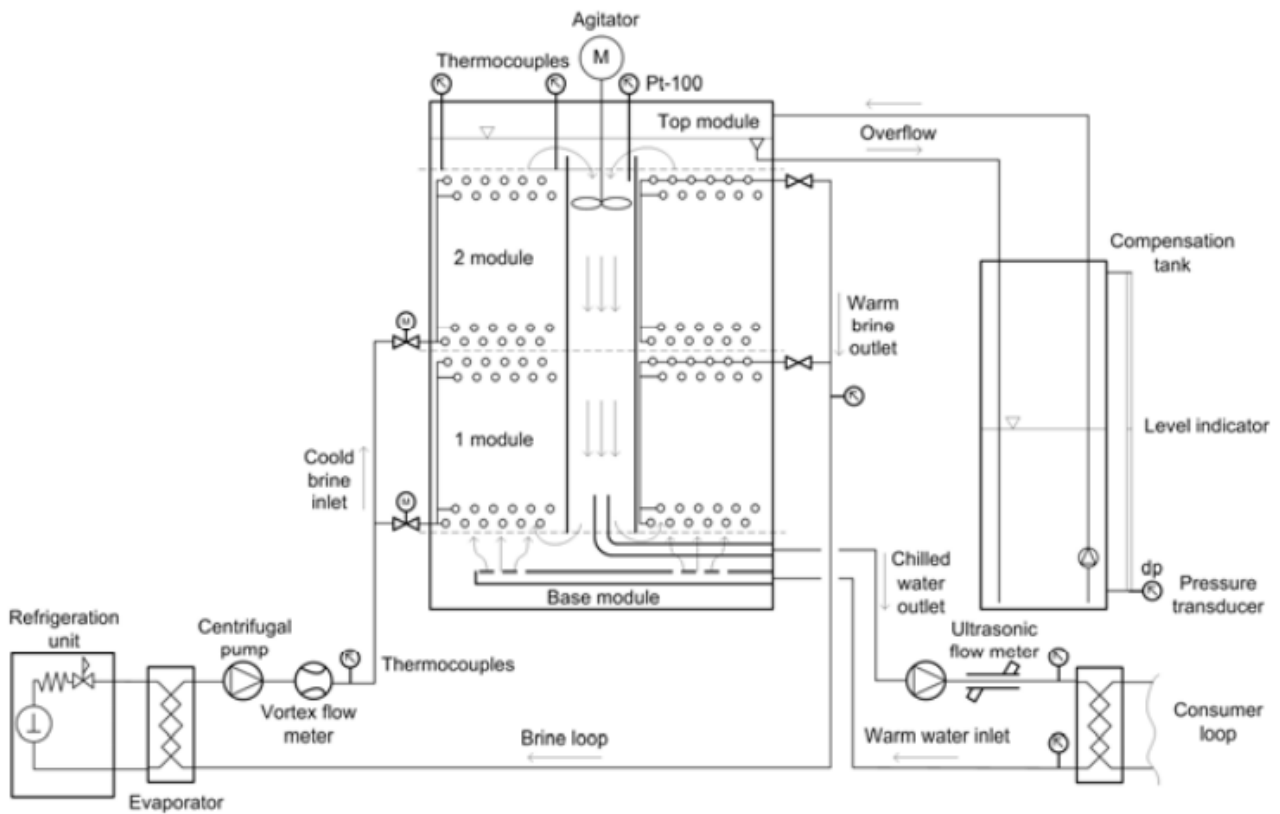 Agitator
M
Thermocouples
Pt-100
Top module
Overflow
2 module
Compensation
tank
M
Warm
brine
outlet
1 module
Level indicator
Coold
brine
inlet
M
Chilled
water
outlet
dp
Pressure
transducer
Base module
Refrigeration
unit
Centrifugal
pump
Ultrasonic
flow meter
Thermocouples
Vortex flow
meter
Brine loop
Warm water inlet
Consumer
loop
Evaporator